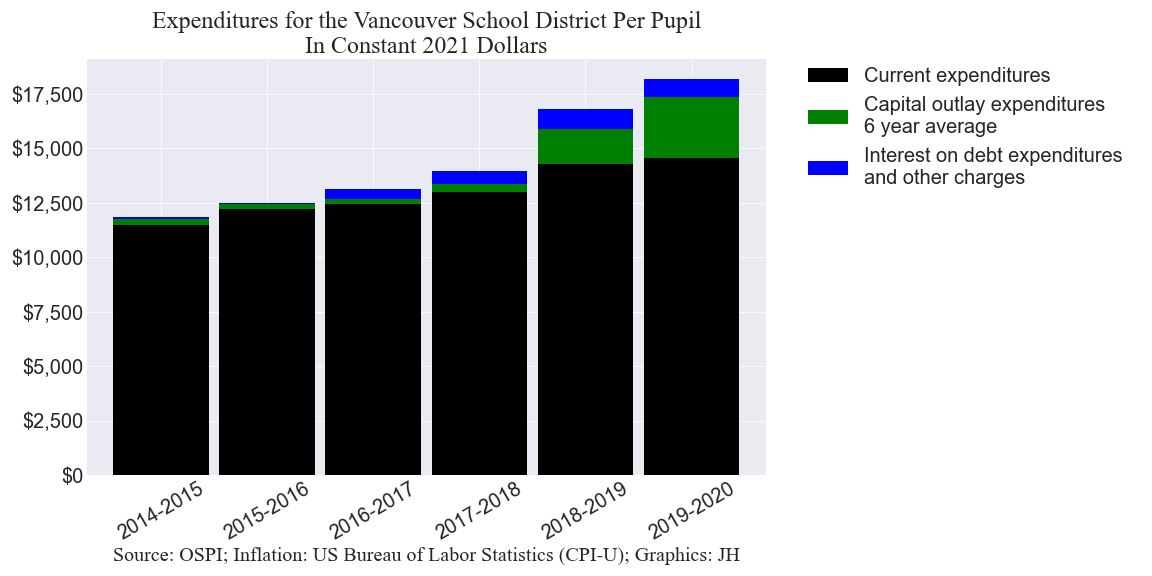 Expenditures for the Vancouver School District Per Pupil
In Constant 2021 Dollars
Current expenditures
Capital outlay expenditures
6 year average
Interest on debt expenditures
and other charges
$17,500
$15,000
$12,500
$10,000
$7,500
$5,000
$2,500
$0
2014-2015
2015-2016
2016-2017
2017-2018
2018-2019
2019-2020
Source: OSPI; Inflation: US Bureau of Labor Statistics (CPI-U); Graphics: JH